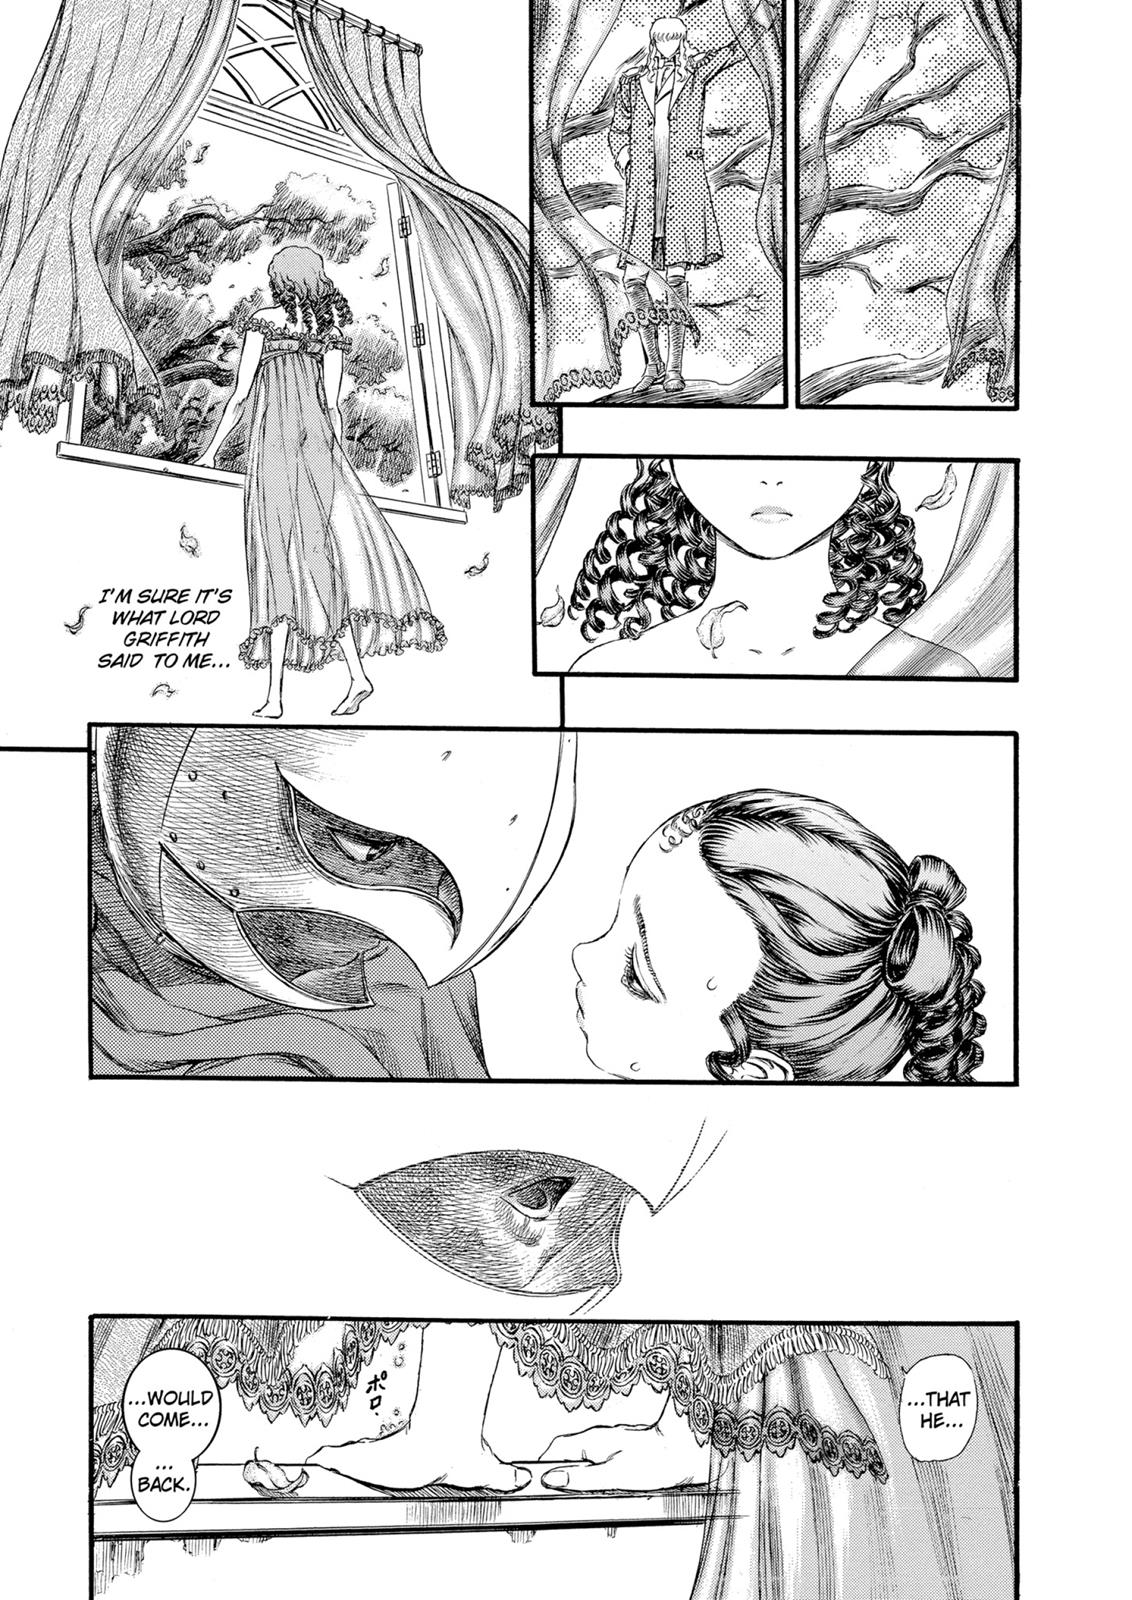 I'M SURE IT'S
WHAT LORD
GRIFFITH
SAID TO ME...
...THAT
HE...
ポロ
...WOULD
COME...
...
BACK.